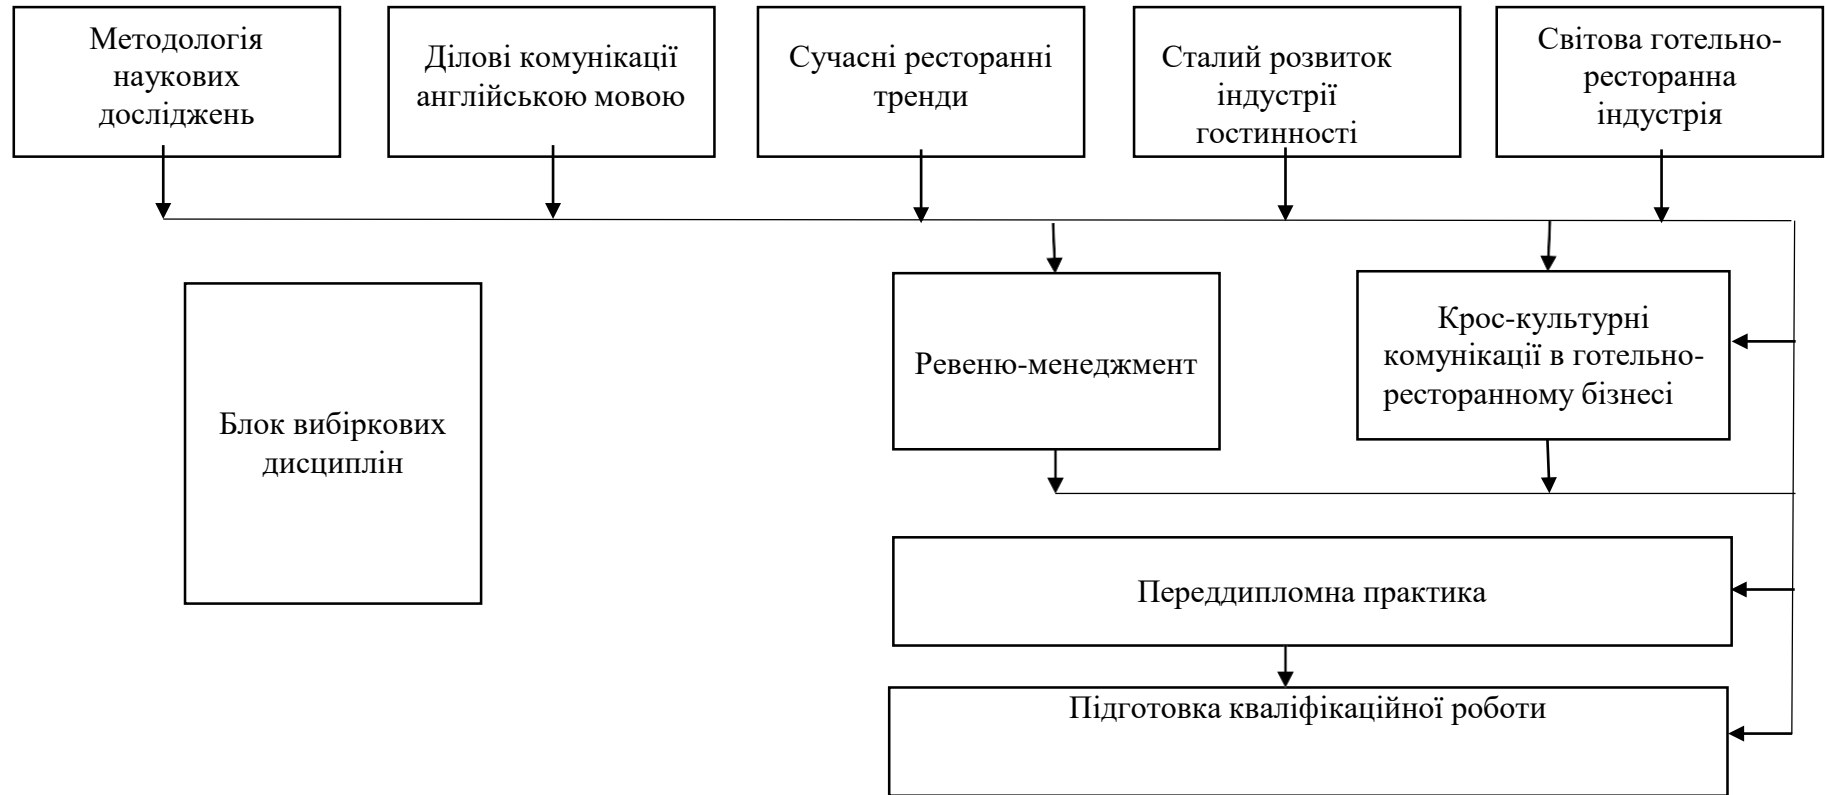 Методологія
наукових
досліджень
Ділові комунікації
англійською мовою
Сучасні ресторанні
тренди
Сталий розвиток
індустрії
гостинності
Світова готельно-
ресторанна
індустрія
Блок вибіркових
дисциплін
Ревеню-менеджмент
Крос-культурні
комунікації в готельно-
ресторанному бізнесі
Переддипломна практика
Підготовка кваліфікаційної роботи